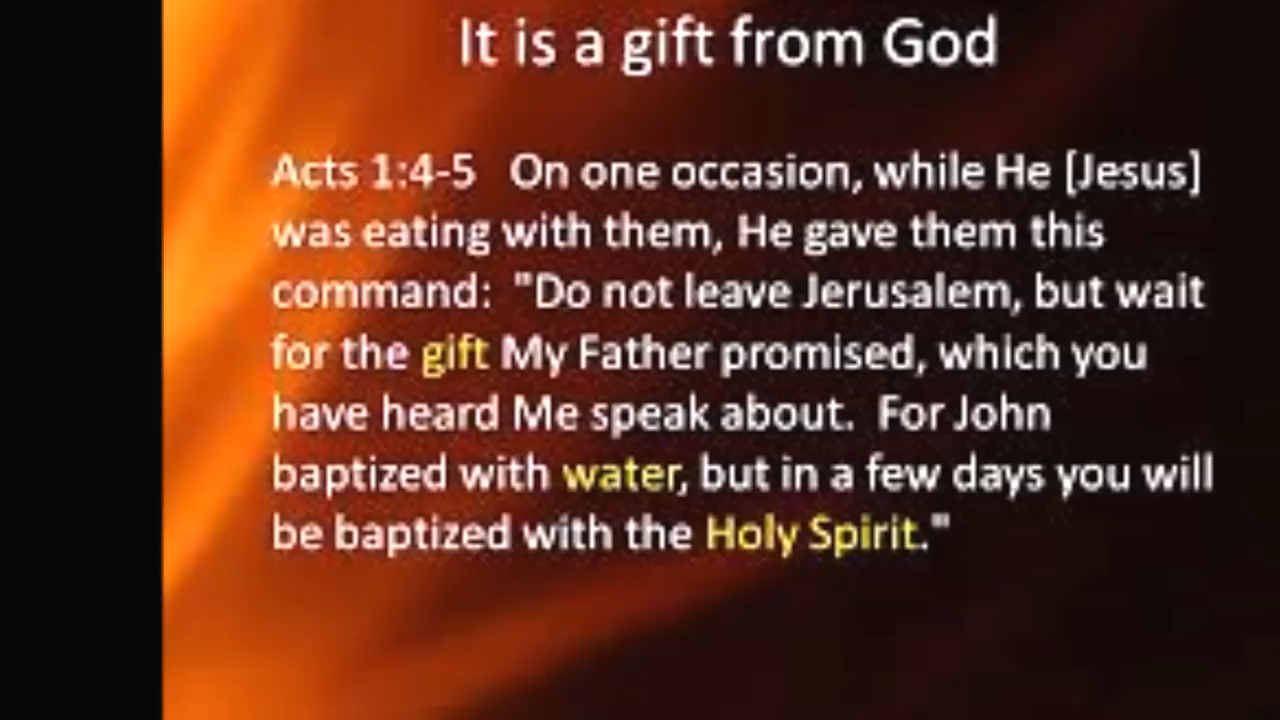 It is a gift from God
Acts 1:4-5 On one occasion, while He [Jesus]
was eating with them, He gave them this
command: "Do not leave Jerusalem, but wait
for the gift My Father promised, which you
have heard Me speak about. For John
baptized with water, but in a few days you will
be baptized with the Holy Spirit."